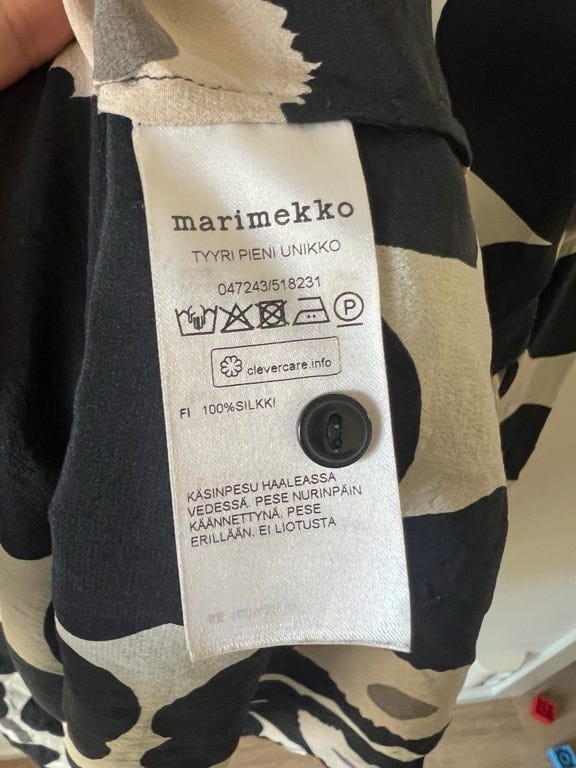 marimekko
TYYRI PIENI UNIKKO
047243/518231
P
clevercare.info
FI 100%SILKKI
KÄSINPESU HAALEASSA
VEDESSÄ. PESE NURINPÄIN
KÄÄNNETTYNÄ. PESE
ERILLÄÄN. EI LIOTUSTA